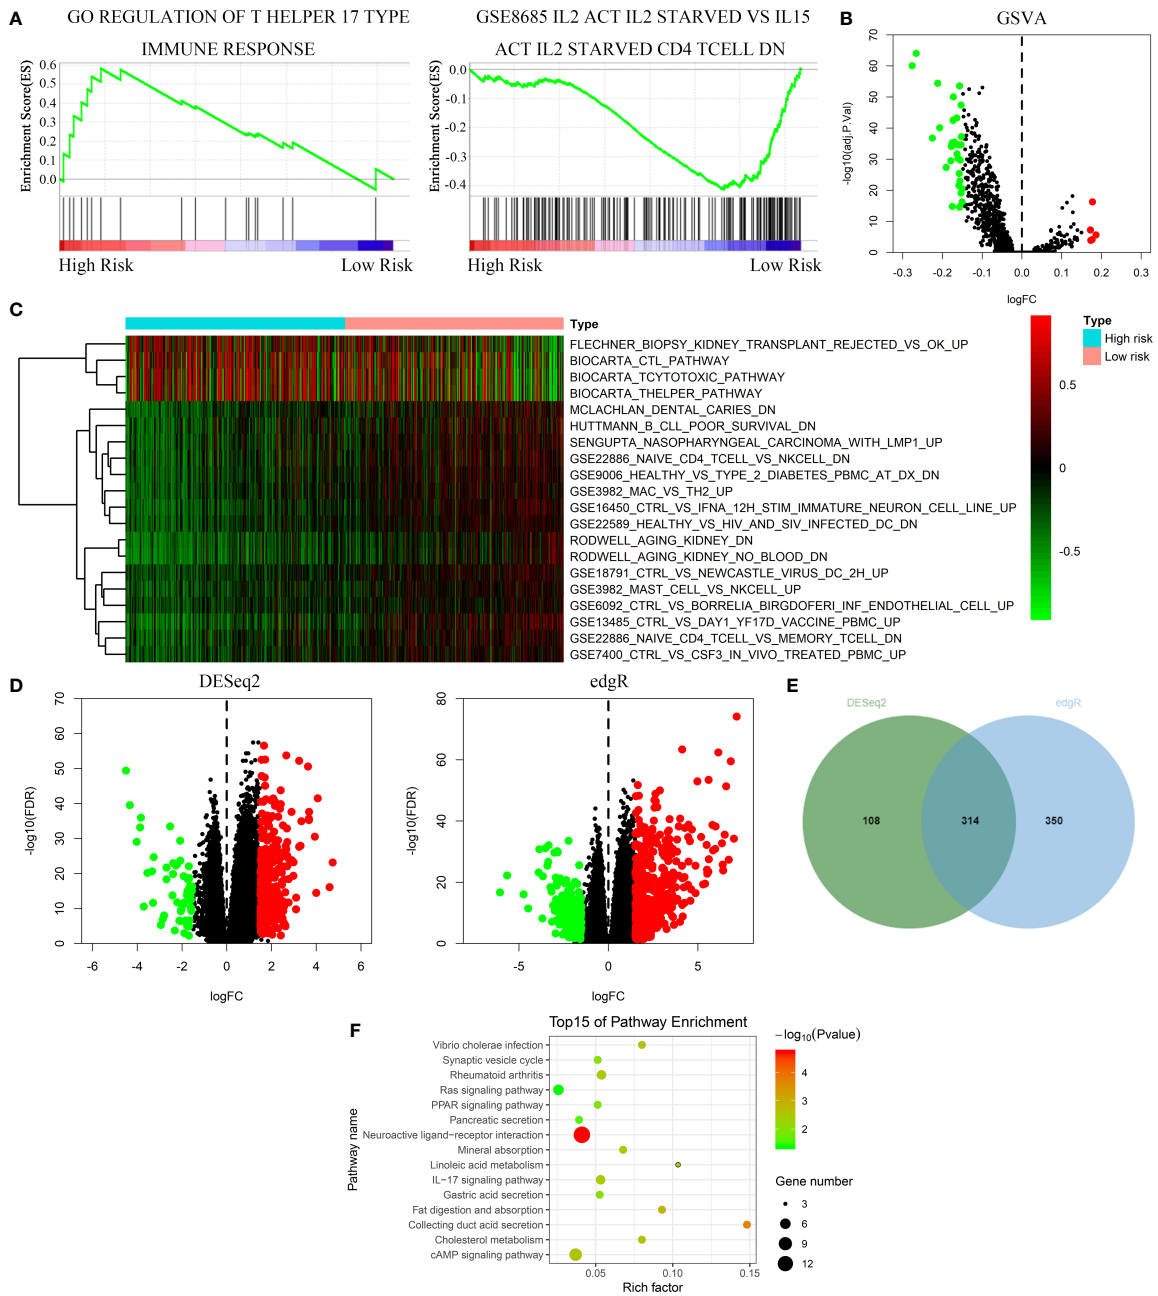 A
GO REGULATION OF T HELPER 17 TYPE
IMMUNE RESPONSE
Enrichment Score(ES)
0.6
0.5
0.4
0.3
0.2
0.1
0.0
High Risk
Low Risk
GSE8685 IL2 ACT IL2 STARVED VS IL15
ACT IL2 STARVED CD4 TCELL DN
Enrichment Score(ES)
0.0
-0.1
-0.2
-0.3
-0.4
High Risk
Low Risk
B
GSVA
-log10(adj.P.Val)
70
60
50
40
30
20
10
0
-0.3
-0.2
-0.1
0.0
0.1
0.2
0.3
logFC
C
Type
FLECHNER_BIOPSY_KIDNEY_TRANSPLANT_REJECTED_VS_OK_UP
BIOCARTA_CTL_PATHWAY
BIOCARTA_TCYTOTOXIC_PATHWAY
BIOCARTA_THELPER_PATHWAY
MCLACHLAN_DENTAL_CARIES_DN
HUTTMANN_B_CLL_POOR_SURVIVAL_DN
SENGUPTA_NASOPHARYNGEAL_CARCINOMA_WITH_LMP1_UP
GSE22886_NAIVE_CD4_TCELL_VS_NKCELL_DN
GSE9006_HEALTHY_VS_TYPE_2_DIABETES_PBMC_AT_DX_DN
GSE3982_MAC_VS_TH2_UP
GSE16450_CTRL_VS_IFNA_12H_STIM_IMMATURE_NEURON_CELL_LINE_UP
GSE22589_HEALTHY_VS_HIV_AND_SIV_INFECTED_DC_DN
RODWELL_AGING_KIDNEY_DN
RODWELL_AGING_KIDNEY_NO_BLOOD_DN
GSE18791_CTRL_VS_NEWCASTLE_VIRUS_DC_2H_UP
GSE3982_MAST_CELL_VS_NKCELL_UP
GSE6092_CTRL_VS_BORRELIA_BIRGDOFERI_INF_ENDOTHELIAL_CELL_UP
GSE13485_CTRL_VS_DAY1_YF17D_VACCINE_PBMC_UP
GSE22886_NAIVE_CD4_TCELL_VS_MEMORY_TCELL_DN
GSE7400_CTRL_VS_CSF3_IN_VIVO_TREATED_PBMC_UP
0.5
0
-0.5
Type
High risk
Low risk
D
DESeq2
-log10(FDR)
70
60
50
40
30
20
10
0
-6
-4
-2
0
2
4
6
logFC
edgR
-log10(FDR)
80
60
40
20
0
-5
0
5
logFC
E
DESeq2
edgR
108
314
350
F
Top15 of Pathway Enrichment
Pathway name
Vibrio cholerae infection
Synaptic vesicle cycle
Rheumatoid arthritis
Ras signaling pathway
PPAR signaling pathway
Pancreatic secretion
Neuroactive ligand−receptor interaction
Mineral absorption
Linoleic acid metabolism
IL−17 signaling pathway
Gastric acid secretion
Fat digestion and absorption
Collecting duct acid secretion
Cholesterol metabolism
cAMP signaling pathway
0.05
0.10
0.15
Rich factor
−log10(Pvalue)
4
3
2
Gene number
3
6
9
12